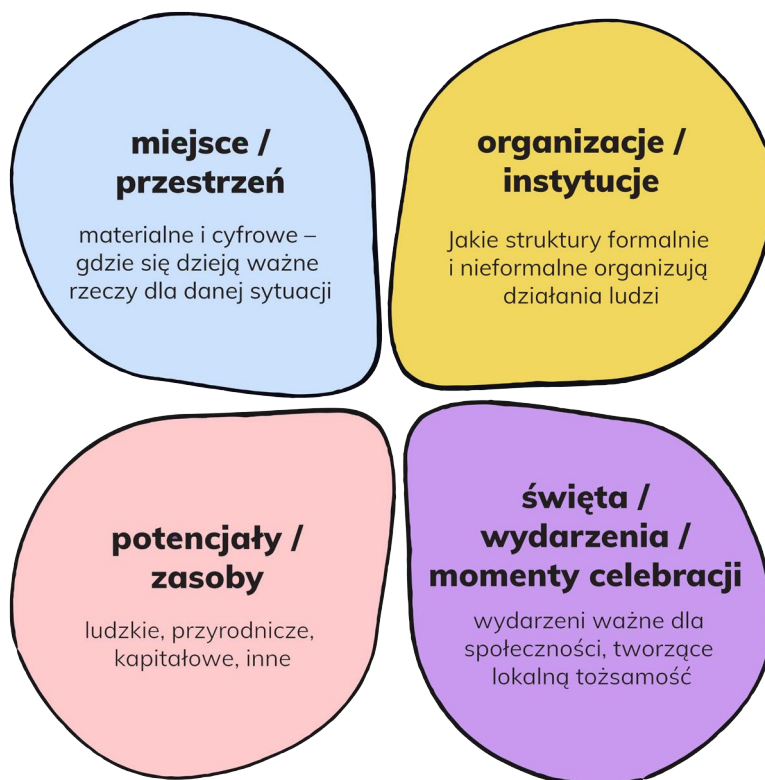 miejsce /
przestrzeń
materialne i cyfrowe –
gdzie się dzieją ważne
rzeczy dla danej sytuacji
organizacje /
instytucje
Jakie struktury formalnie
i nieformalne organizują
działania ludzi
potencjały /
zasoby
ludzkie, przyrodnicze,
kapitałowe, inne
święta /
wydarzenia /
momenty celebracji
wydarzeni ważne dla
społeczności, tworzące
lokalną tożsamość